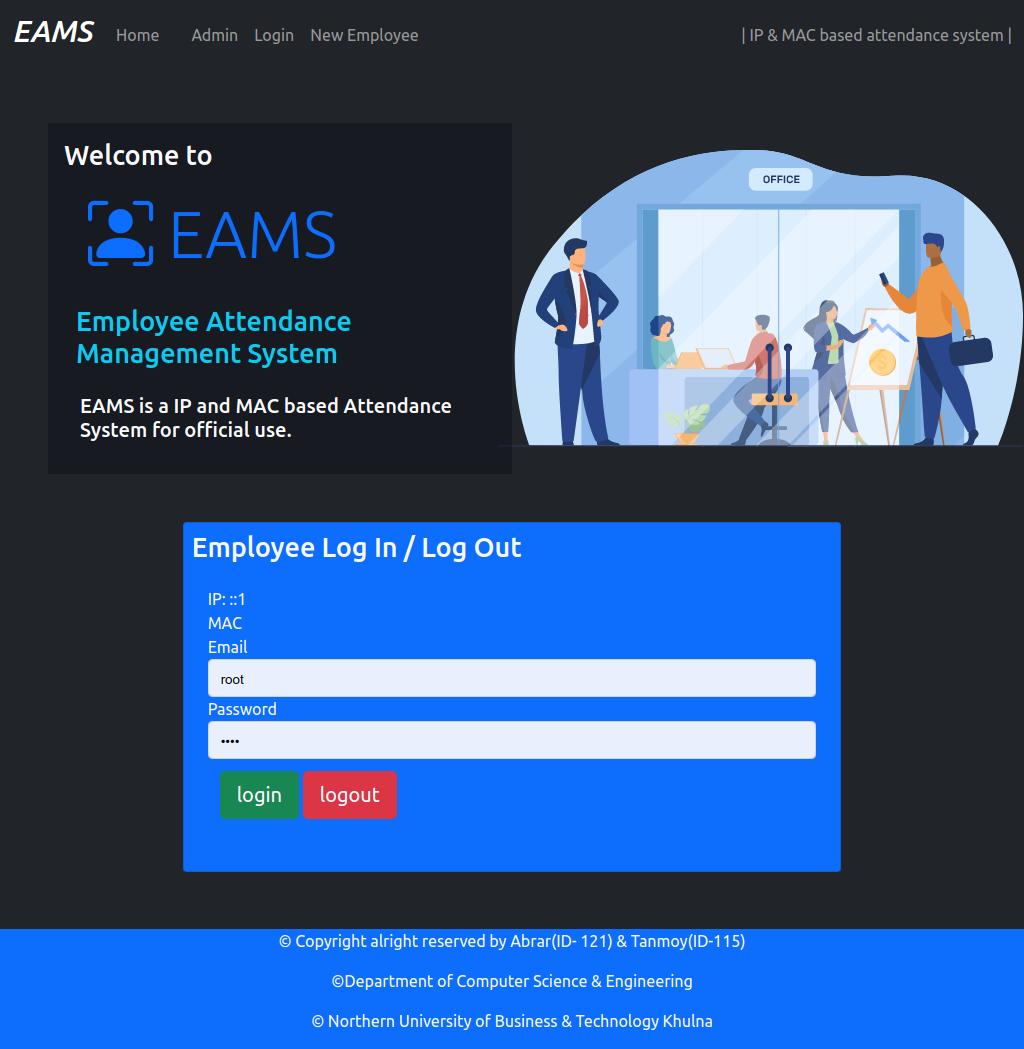 EAMS Home Admin Login New Employee | IP & MAC based attendance system |
Welcome to
EAMS
Employee Attendance
Management System
EAMS is a IP and MAC based Attendance
System for official use.
OFFICE
$
Employee Log In / Log Out
IP: ::1
MAC
Email
root
Password
••••
login logout
© Copyright alright reserved by Abrar(ID- 121) & Tanmoy(ID-115)
©Department of Computer Science & Engineering
© Northern University of Business & Technology Khulna